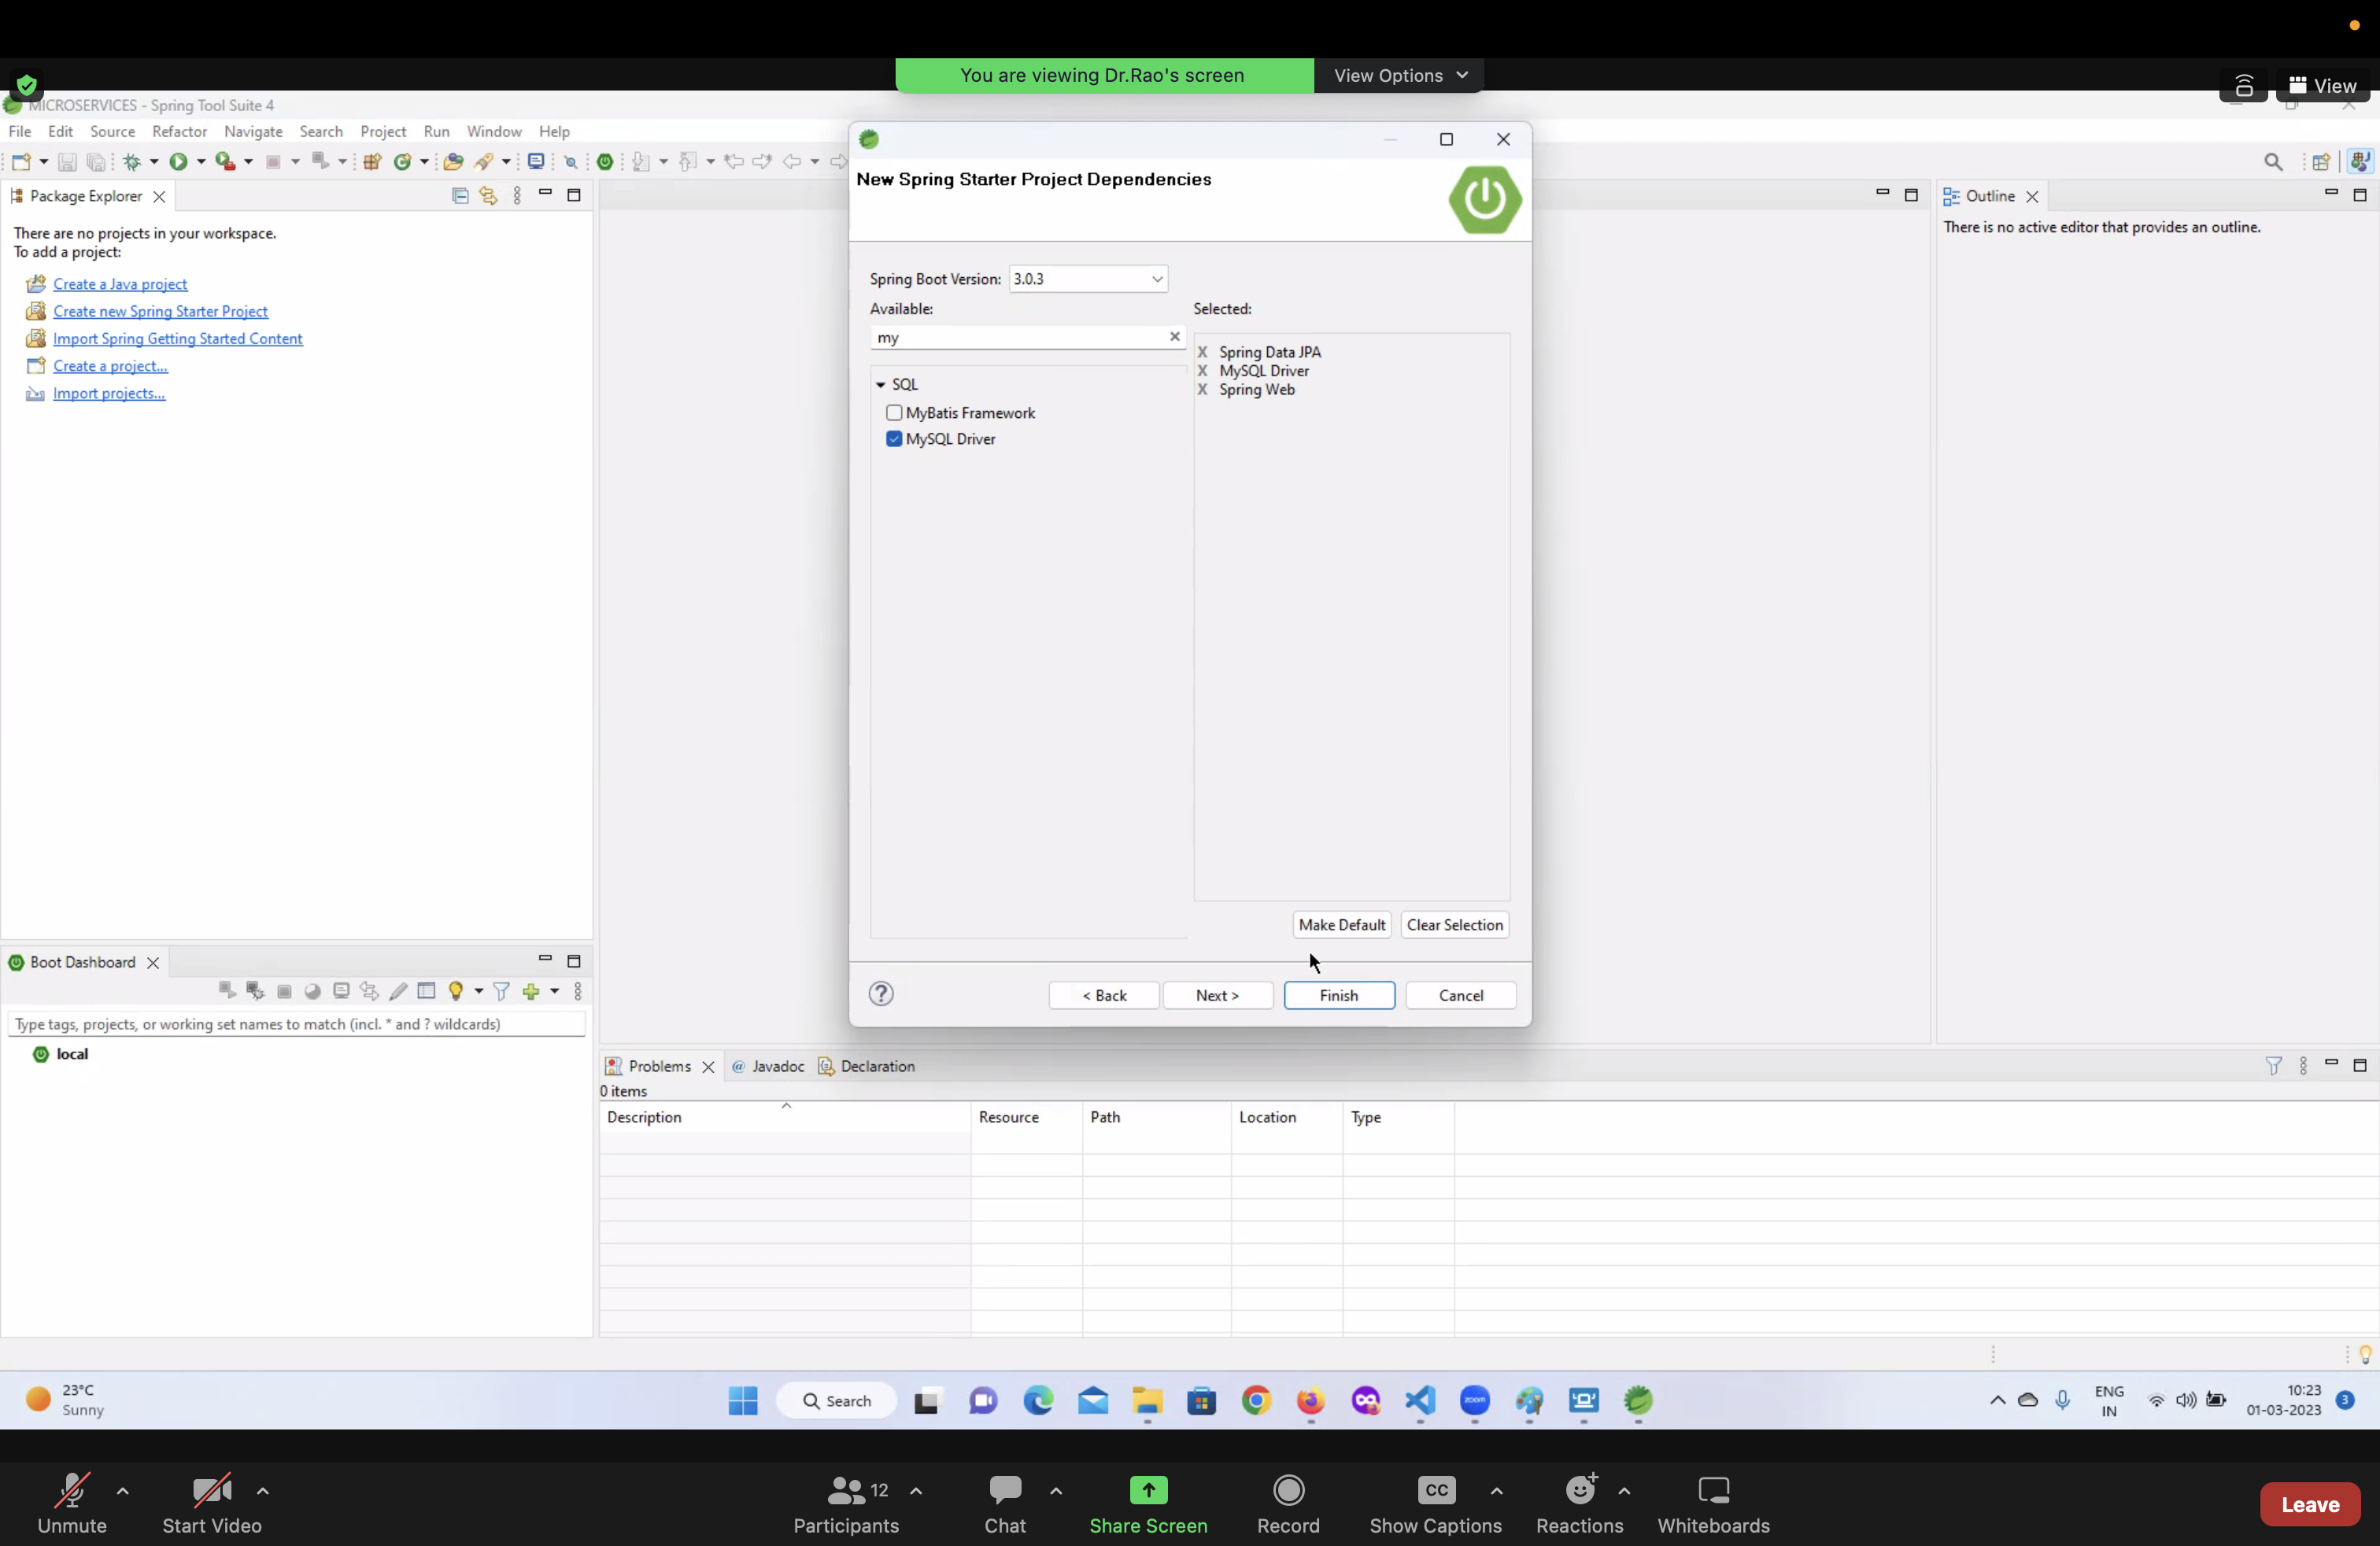 You are viewing Dr.Rao's screen
View Options
View
MICROSERVICES - Spring Tool Suite 4
File Edit Source Refactor Navigate Search Project Run Window Help
Package Explorer
There are no projects in your workspace.
To add a project:
Create a Java project
Create new Spring Starter Project
Import Spring Getting Started Content
Create a project...
Import projects...
New Spring Starter Project Dependencies
Spring Boot Version: 3.0.3
Available:
Selected:
my
SQL
MyBatis Framework
MySQL Driver
X Spring Data JPA
X MySQL Driver
X Spring Web
Make Default
Clear Selection
?
< Back
Next >
Finish
Cancel
Outline
There is no active editor that provides an outline.
Boot Dashboard
Type tags, projects, or working set names to match (incl. * and ? wildcards)
local
Problems
@ Javadoc
Declaration
0 items
Description Resource Path Location Type
23°C
Sunny
Search
zoom
ENG
IN
10:23
01-03-2023
3
Unmute
Start Video
12
Participants
Chat
Share Screen
Record
CC
Show Captions
Reactions
Whiteboards
Leave